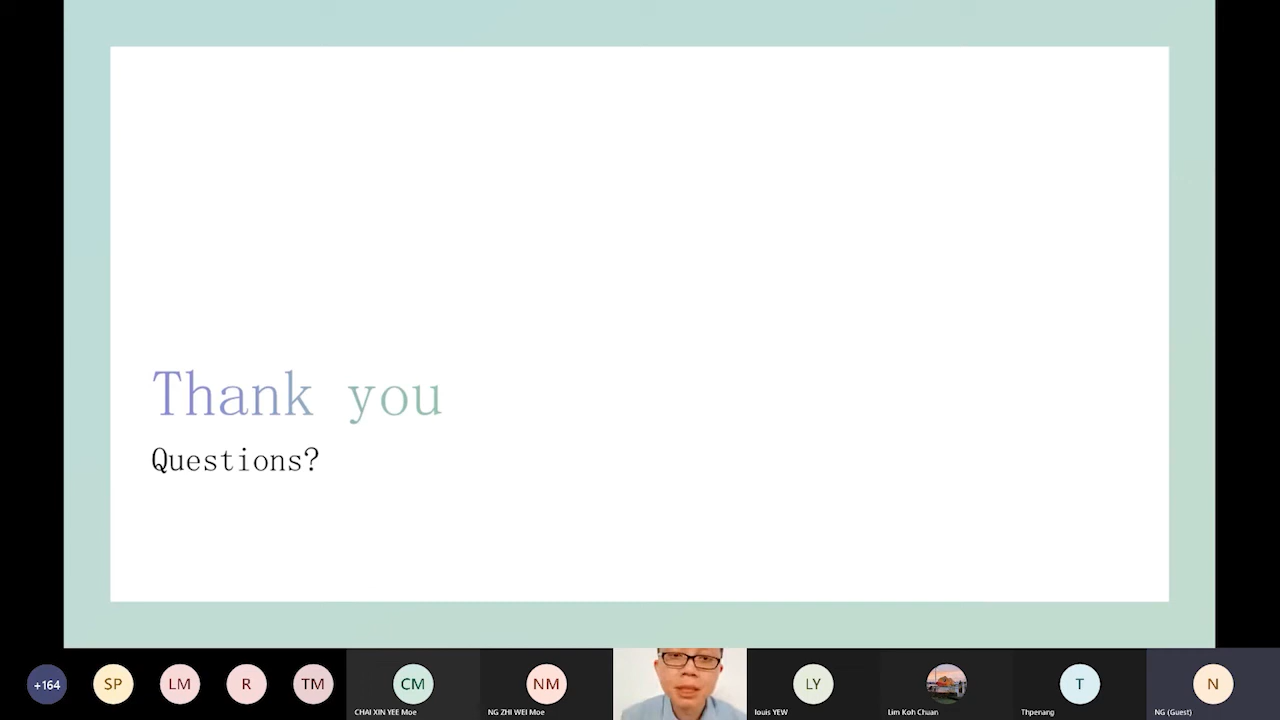 Thank you
Questions?
+164
SP
LM
R
TM
CM
CHAI XIN YEE Moe
NM
NG ZHI WEI Moe
LY
louis YEW
Lim Koh Chuan
T
Thpenang
N
NG (Guest)